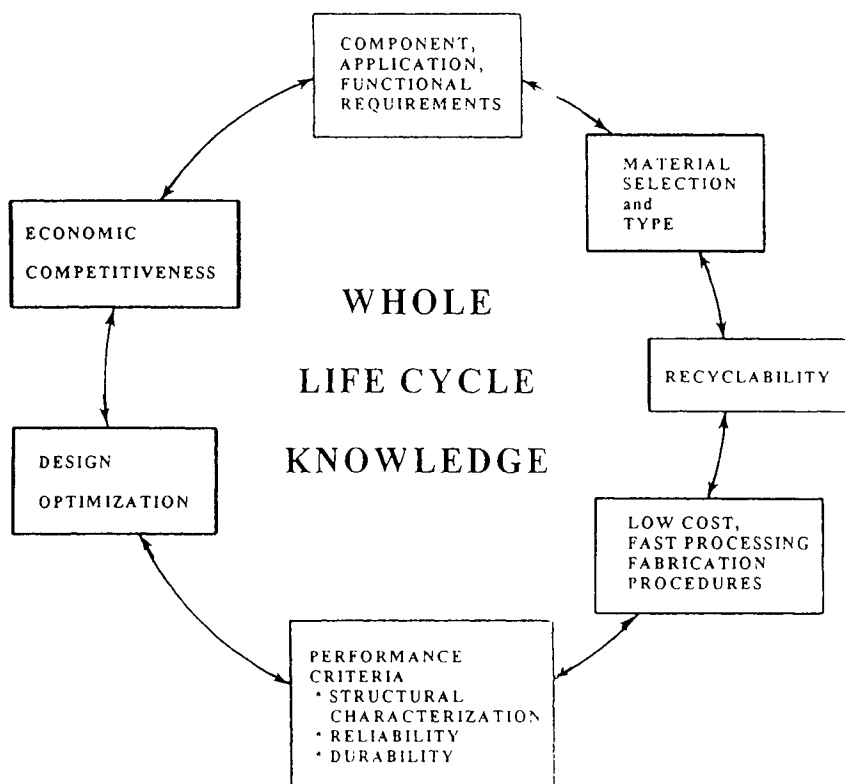 COMPONENT,
APPLICATION,
FUNCTIONAL
REQUIREMENTS
MATERIAL
SELECTION
and
TYPE
RECYCLABILITY
LOW COST,
FAST PROCESSING
FABRICATION
PROCEDURES
PERFORMANCE
CRITERIA
* STRUCTURAL
CHARACTERIZATION
* RELIABILITY
* DURABILITY
DESIGN
OPTIMIZATION
ECONOMIC
COMPETITIVENESS
WHOLE
LIFE CYCLE
KNOWLEDGE